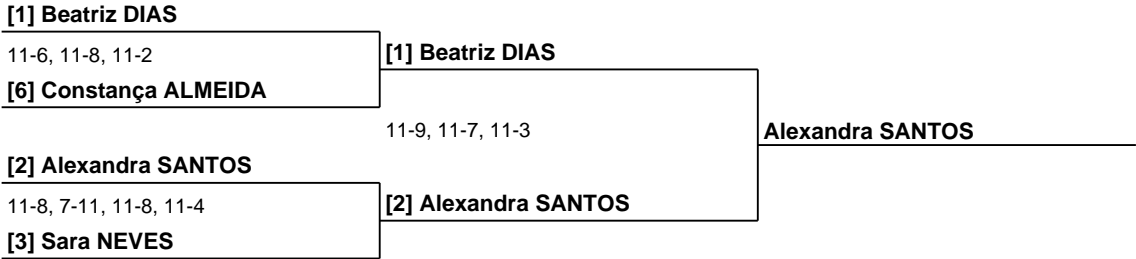 [1] Beatriz DIAS
11-6, 11-8, 11-2
[1] Beatriz DIAS
[6] Constança ALMEIDA
11-9, 11-7, 11-3
Alexandra SANTOS
[2] Alexandra SANTOS
11-8, 7-11, 11-8, 11-4
[2] Alexandra SANTOS
[3] Sara NEVES